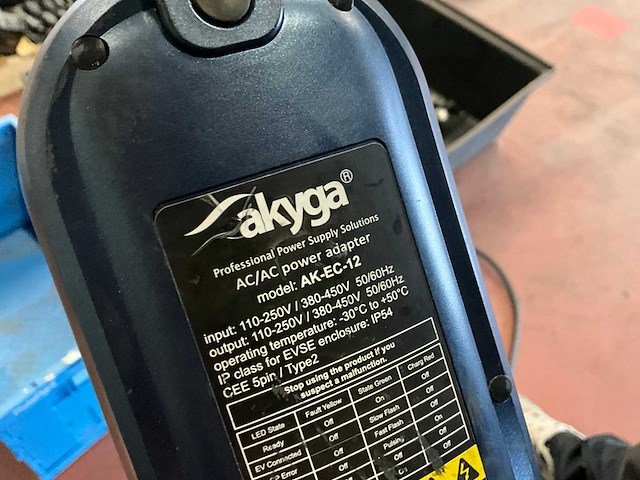 akyga®
Professional Power Supply Solutions
AC/AC power adapter
model: AK-EC-12
input: 110-250V / 380-450V 50/60Hz
output: 110-250V / 380-450V 50/60Hz
operating temperature: -30°C to +50°C
IP class for EVSE enclosure: IP54
CEE 5pin / Type2
Stop using the product if you
suspect a malfunction.
LED State Fault Yellow State Green Charg Red
Ready Off On Off
EV Connected Off Slow Flash Off
Error Off Fast Flash On
Off Off